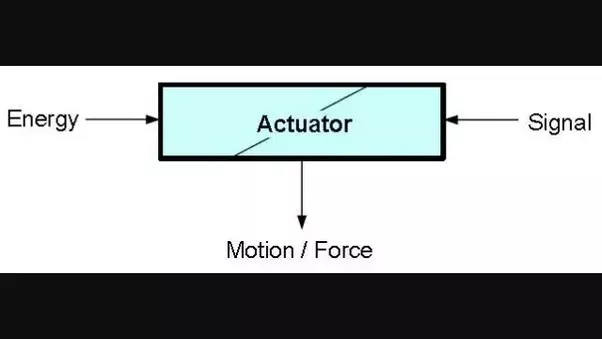 Energy
Actuator
Signal
Motion / Force